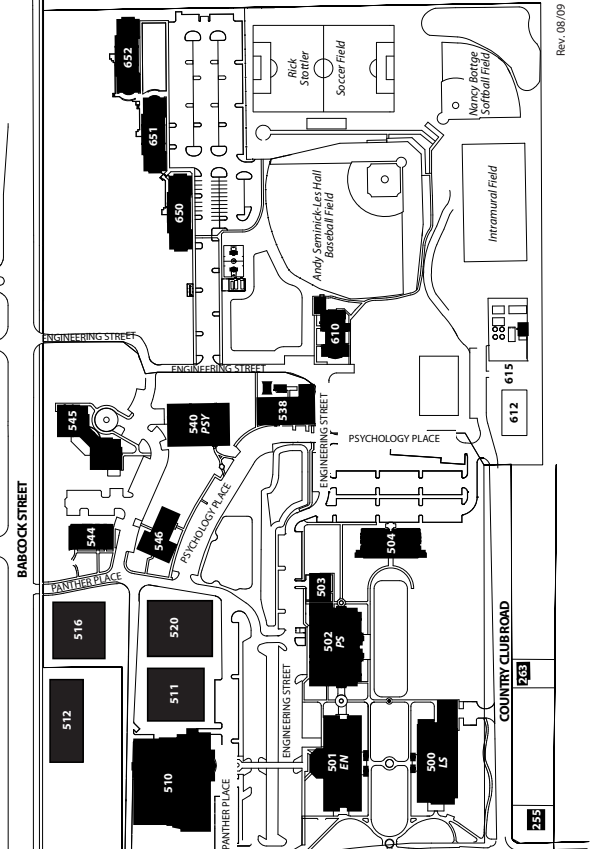 Rev. 08/09
652
Rick
Stottler
Soccer Field
Nancy Bottge
Softball Field
651
650
Andy Seminick-Les Hall
Baseball Field
Intramural Field
610
ENGINEERING STREET
ENGINEERING STREET
615
612
545
540
PSY
538
ENGINEERING STREET
PSYCHOLOGY PLACE
BABCOCK STREET
544
546
PSYCHOLOGY PLACE
504
PANTHER PLACE
503
516
520
502
PS
COUNTRY CLUB ROAD
263
512
511
ENGINEERING STREET
510
501
EN
500
LS
PANTHER PLACE
255